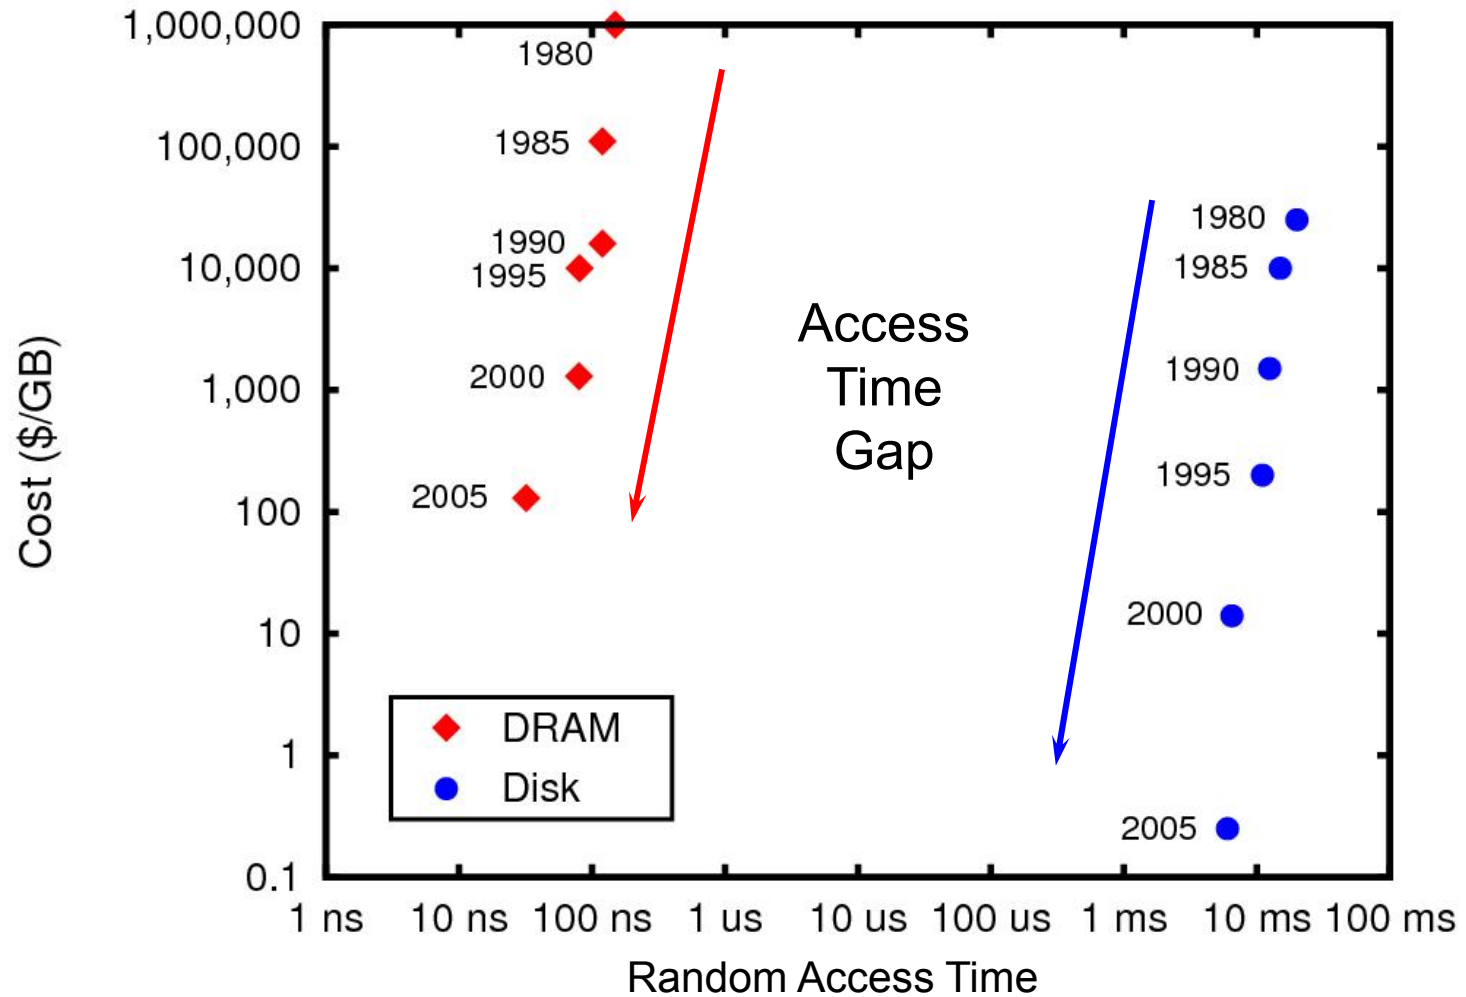 1,000,000
1980
1985
100,000
1980
1990
1985
1995
10,000
Access
Time
Gap
1990
2000
1,000
1995
2005
100
Cost ($/GB)
2000
10
DRAM
1
Disk
2005
0.1
1 ns 10 ns 100 ns 1 us 10 us 100 us 1 ms 10 ms 100 ms
Random Access Time